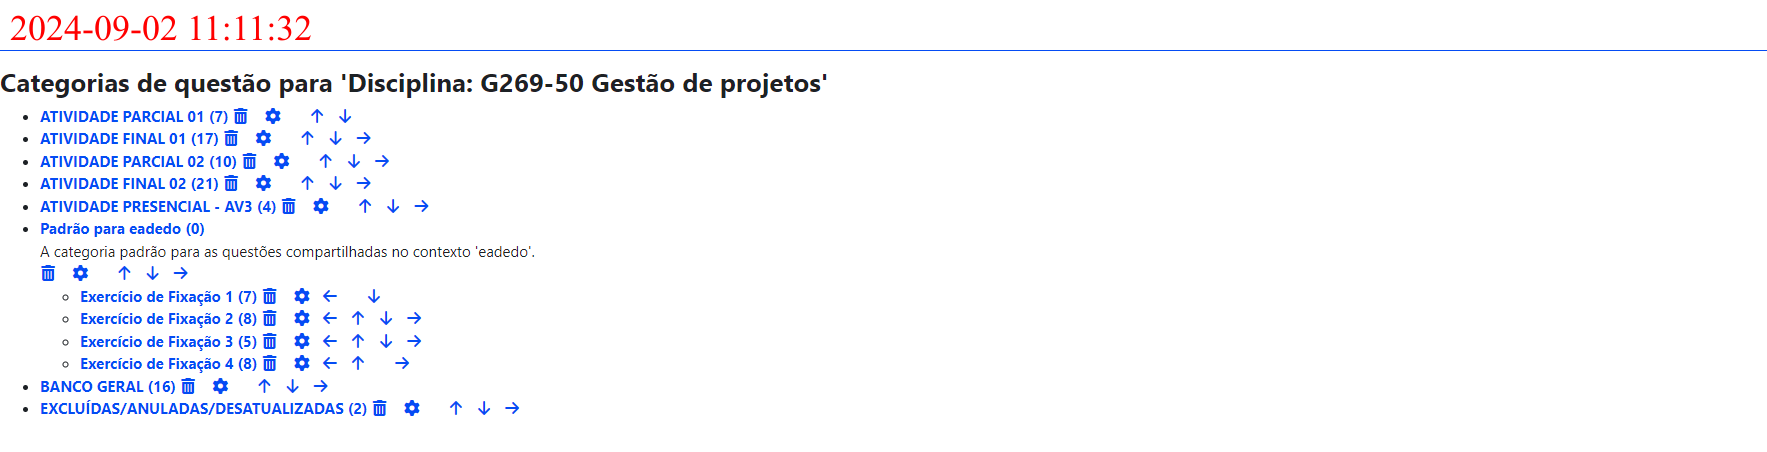 2024-09-02 11:11:32
Categorias de questão para 'Disciplina: G269-50 Gestão de projetos'
ATIVIDADE PARCIAL 01 (7)
ATIVIDADE FINAL 01 (17)
ATIVIDADE PARCIAL 02 (10)
ATIVIDADE FINAL 02 (21)
ATIVIDADE PRESENCIAL - AV3 (4)
Padrão para eadedo (0)
A categoria padrão para as questões compartilhadas no contexto 'eadedo'.
Exercício de Fixação 1 (7)
Exercício de Fixação 2 (8)
Exercício de Fixação 3 (5)
Exercício de Fixação 4 (8)
BANCO GERAL (16)
EXCLUÍDAS/ANULADAS/DESATUALIZADAS (2)